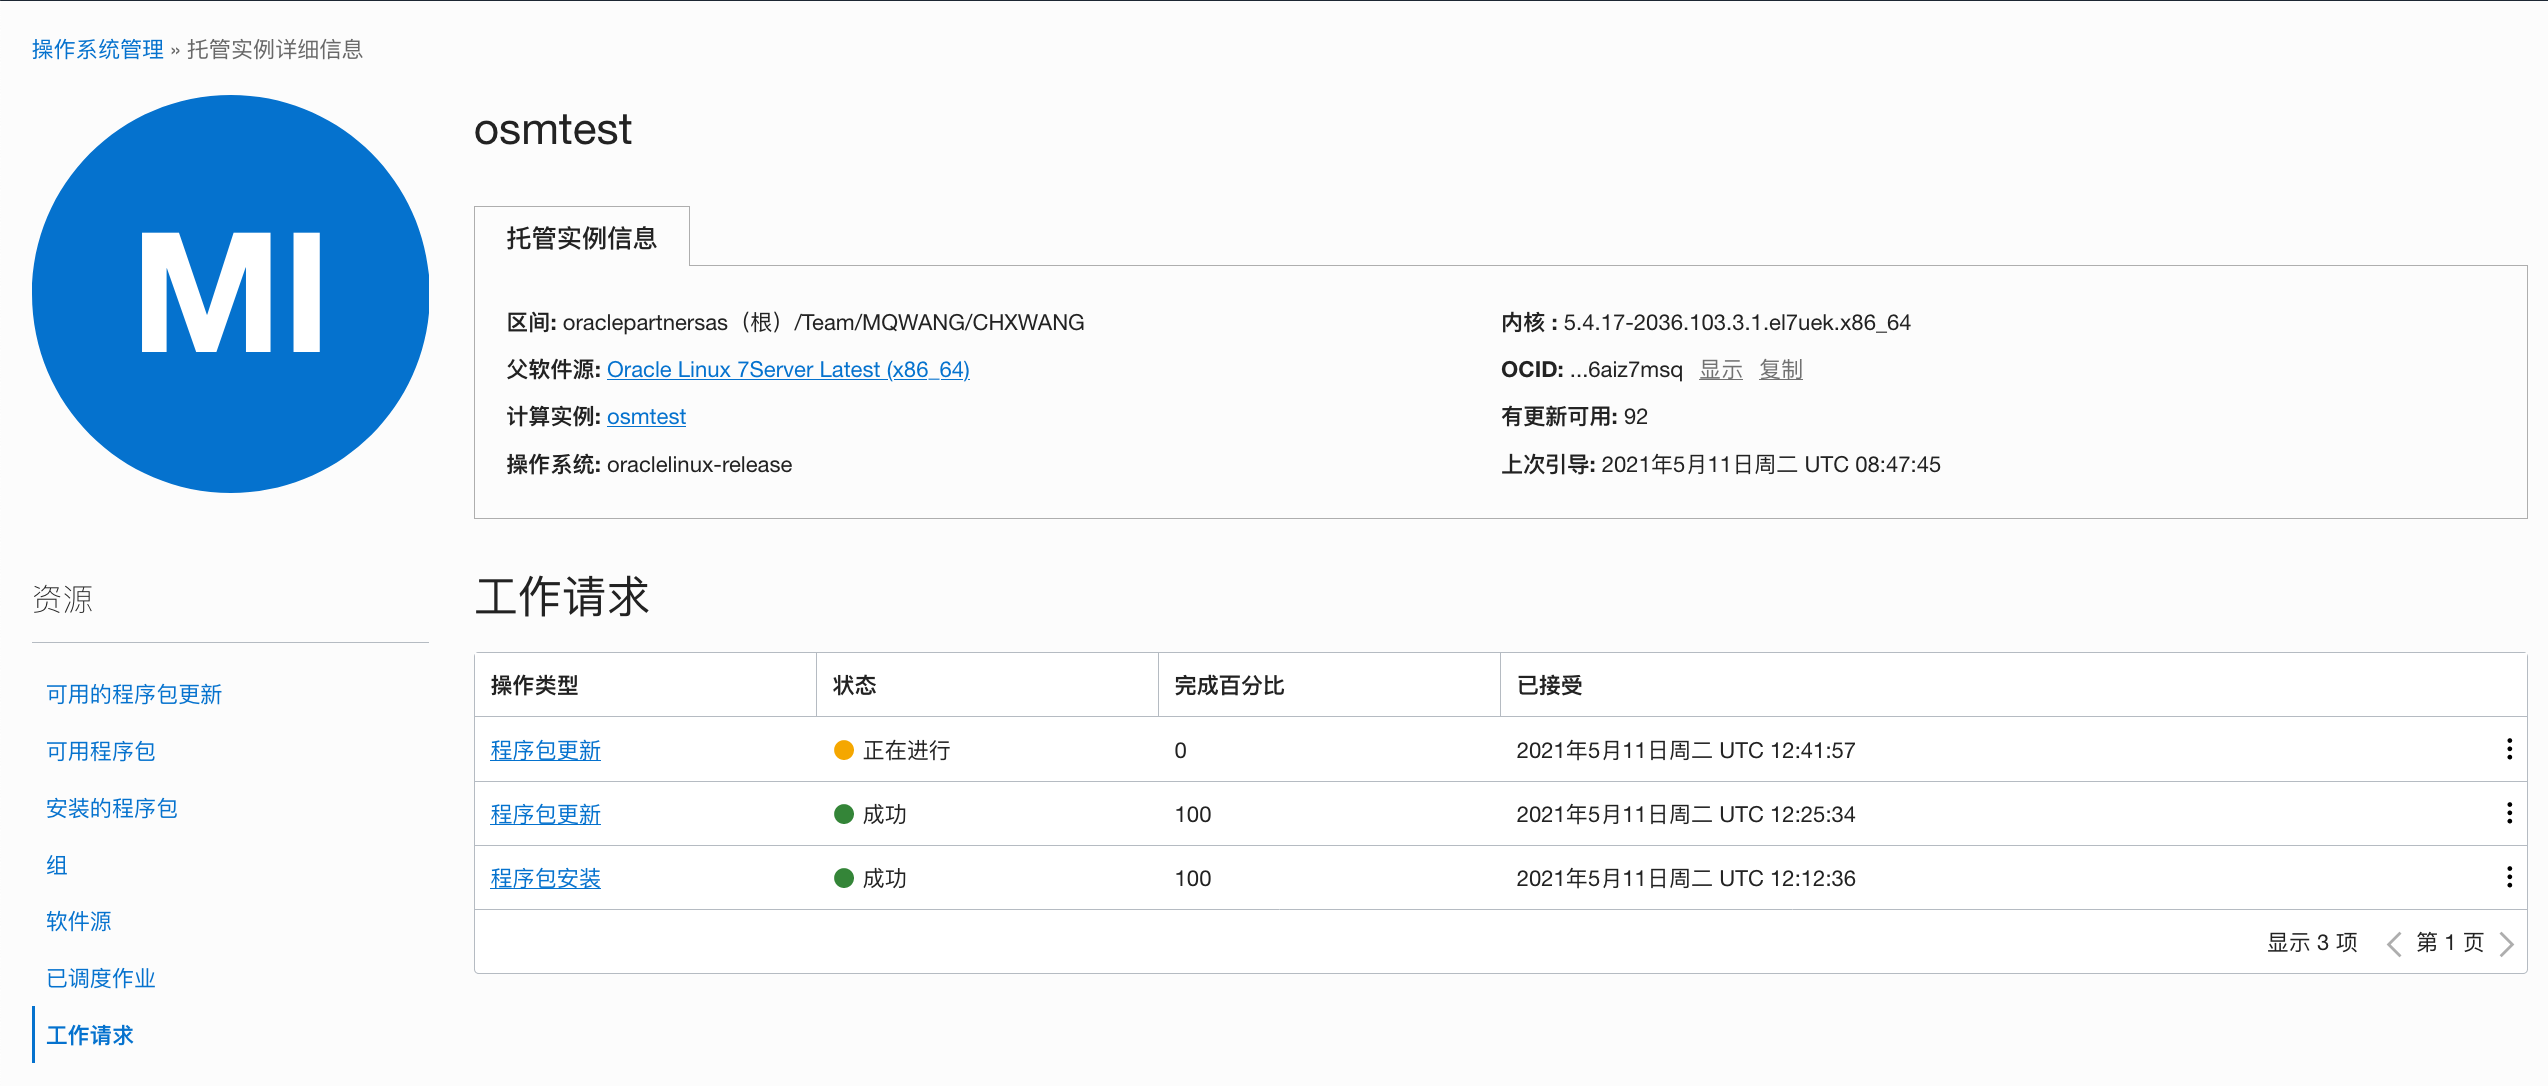 操作系统管理 » 托管实例详细信息
MI
osmtest
托管实例信息
区间: oraclepartnersas（根）/Team/MQWANG/CHXWANG
父软件源: Oracle Linux 7Server Latest (x86_64)
计算实例: osmtest
操作系统: oraclelinux-release
内核 : 5.4.17-2036.103.3.1.el7uek.x86_64
OCID: ...6aiz7msq 显示 复制
有更新可用: 92
上次引导: 2021年5月11日周二 UTC 08:47:45
资源
可用的程序包更新
可用程序包
安装的程序包
组
软件源
已调度作业
工作请求
工作请求
操作类型 状态 完成百分比 已接受
程序包更新 正在进行 0 2021年5月11日周二 UTC 12:41:57
程序包更新 成功 100 2021年5月11日周二 UTC 12:25:34
程序包安装 成功 100 2021年5月11日周二 UTC 12:12:36
显示 3 项 第 1 页